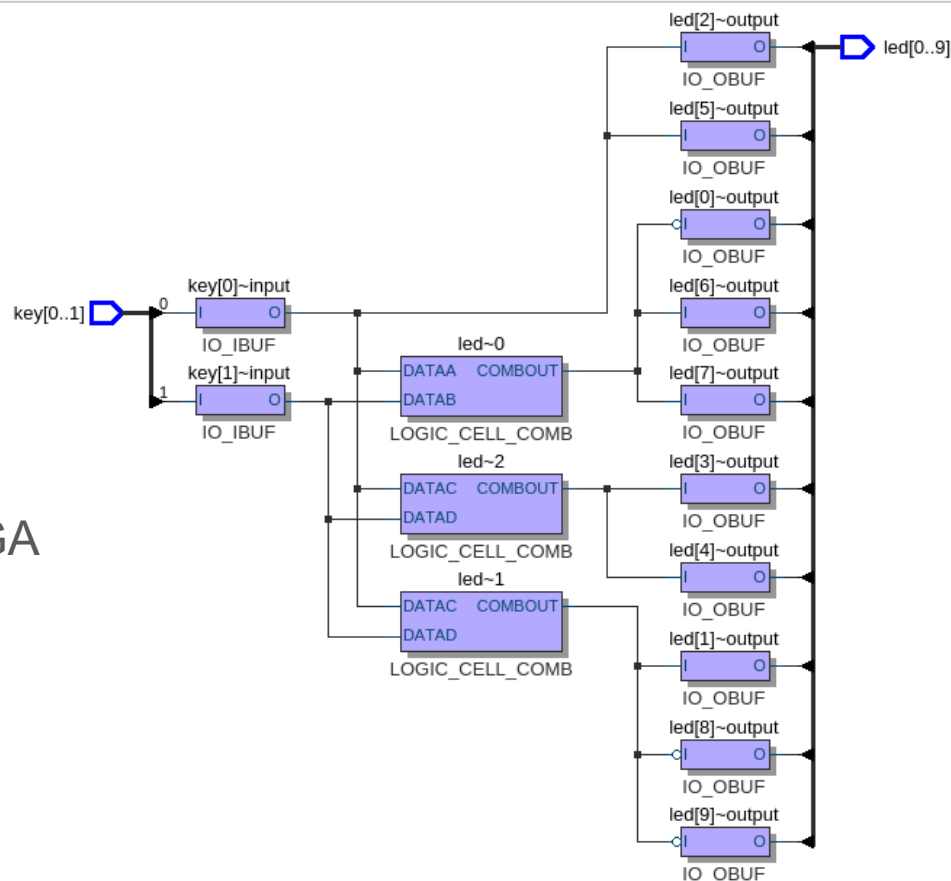 led[2]~output
I O
IO_OBUF
led[0..9]
led[5]~output
I O
IO_OBUF
led[0]~output
I O
IO_OBUF
key[0..1]
0
key[0]~input
I O
IO_IBUF
led[6]~output
I O
IO_OBUF
1
key[1]~input
I O
IO_IBUF
led~0
DATAA COMBOUT
DATAB
LOGIC_CELL_COMB
led[7]~output
I O
IO_OBUF
led~2
DATAC COMBOUT
DATAD
LOGIC_CELL_COMB
led[3]~output
I O
IO_OBUF
GA
led[4]~output
I O
IO_OBUF
led~1
DATAC COMBOUT
DATAD
LOGIC_CELL_COMB
led[1]~output
I O
IO_OBUF
led[8]~output
I O
IO_OBUF
led[9]~output
I O
IO_OBUF